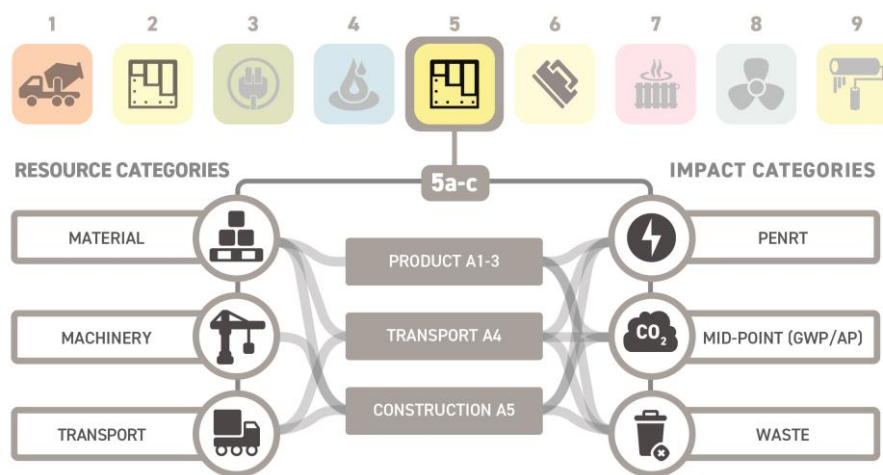 1 2 3 4 5 6 7 8 9
RESOURCE CATEGORIES
5a-c
IMPACT CATEGORIES
MATERIAL
PRODUCT A1-3
PENRT
MACHINERY
TRANSPORT A4
CO₂
MID-POINT (GWP/AP)
TRANSPORT
CONSTRUCTION A5
WASTE